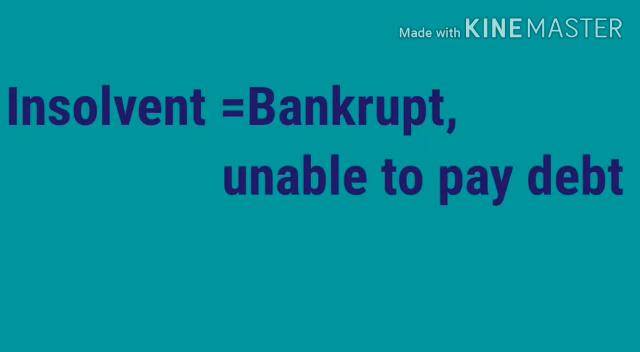 Made with KINEMASTER
Insolvent =Bankrupt,
unable to pay debt